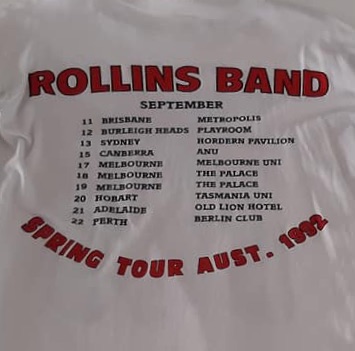 ROLLINS BAND
SEPTEMBER
11 BRISBANE METROPOLIS
12 BURLEIGH HEADS PLAYROOM
13 SYDNEY HORDERN PAVILION
15 CANBERRA ANU
17 MELBOURNE MELBOURNE UNI
18 MELBOURNE THE PALACE
19 MELBOURNE THE PALACE
20 HOBART TASMANIA UNI
21 ADELAIDE OLD LION HOTEL
22 PERTH BERLIN CLUB
SPRING TOUR AUST. 1992